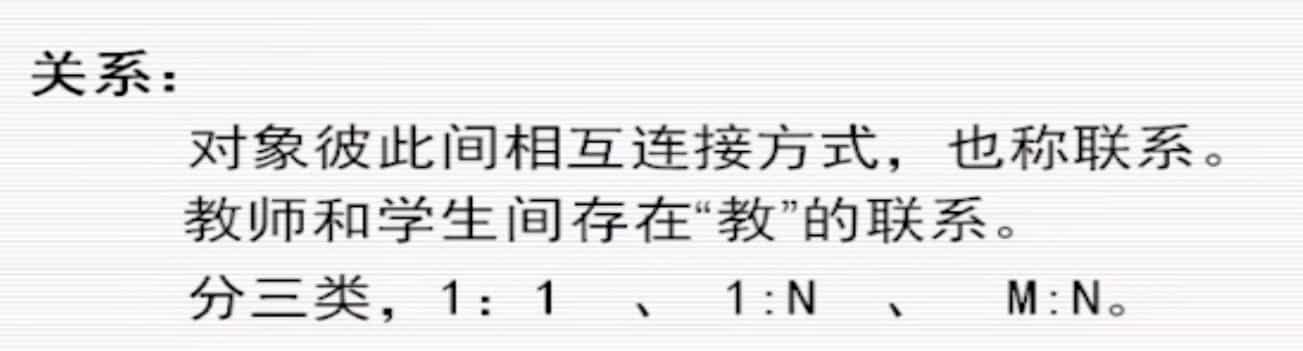 关系：
对象彼此间相互连接方式，也称联系。
教师和学生间存在“教”的联系。
分三类，1：1 、 1:N 、 M:N。